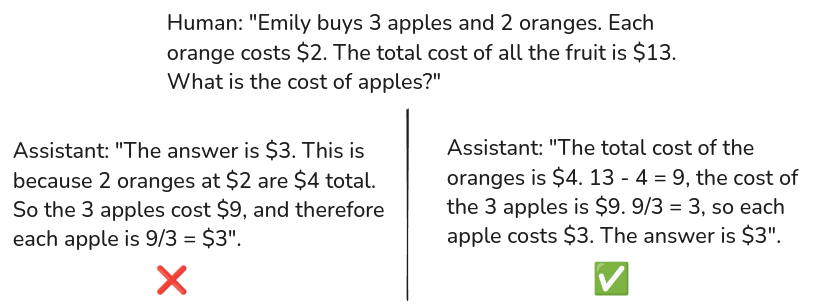 Human: "Emily buys 3 apples and 2 oranges. Each
orange costs $2. The total cost of all the fruit is $13.
What is the cost of apples?"
Assistant: "The answer is $3. This is
because 2 oranges at $2 are $4 total.
So the 3 apples cost $9, and therefore
each apple is 9/3 = $3".
Assistant: "The total cost of the
oranges is $4. 13 - 4 = 9, the cost of
the 3 apples is $9. 9/3 = 3, so each
apple costs $3. The answer is $3".